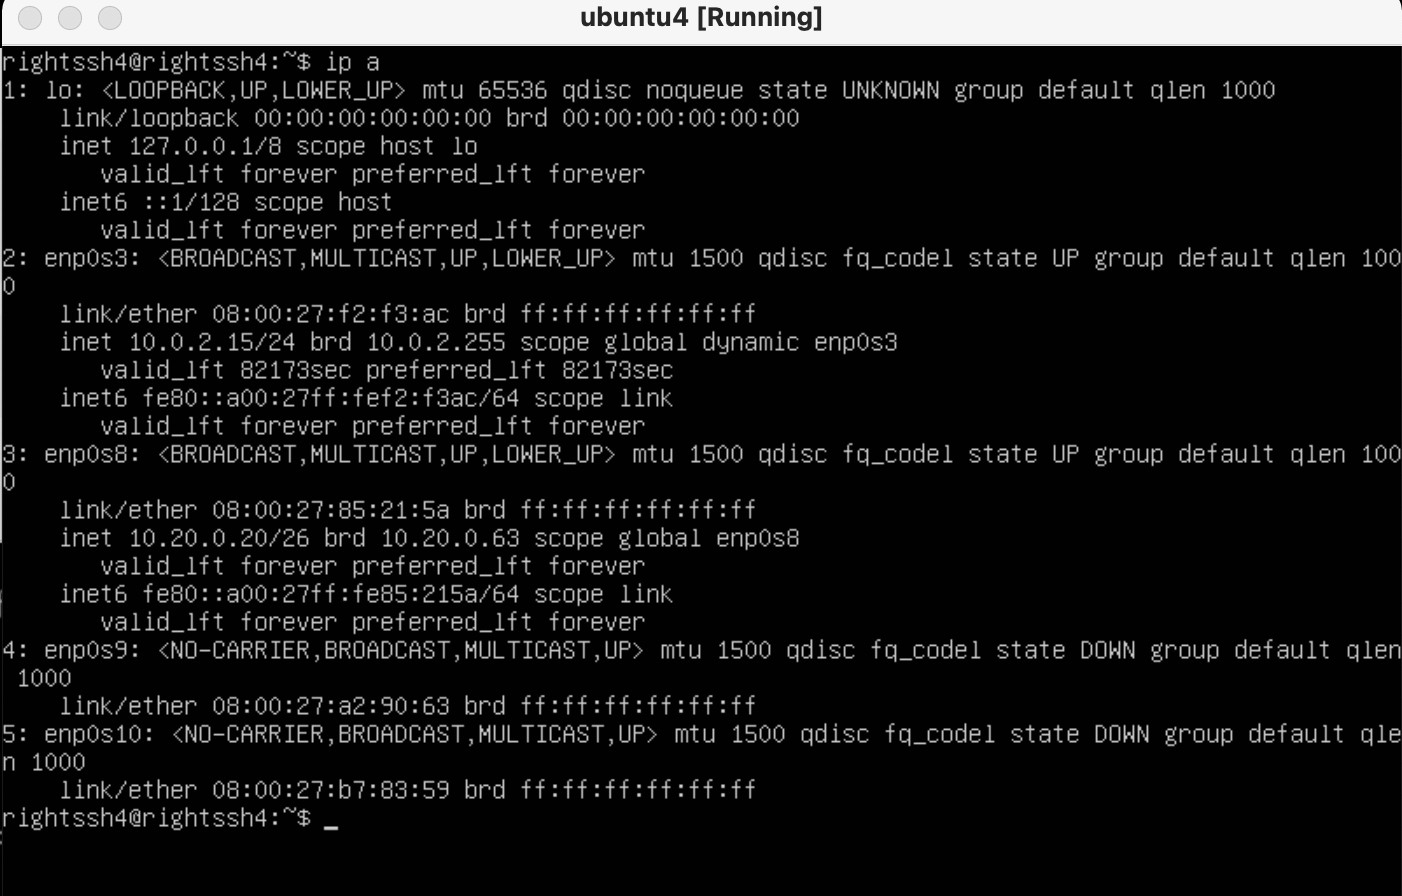 ubuntu4 [Running]
rightssh4@rightssh4:~$ ip a
1: lo: <LOOPBACK,UP,LOWER_UP> mtu 65536 qdisc noqueue state UNKNOWN group default qlen 1000
    link/loopback 00:00:00:00:00:00 brd 00:00:00:00:00:00
    inet 127.0.0.1/8 scope host lo
       valid_lft forever preferred_lft forever
    inet6 ::1/128 scope host
       valid_lft forever preferred_lft forever
2: enp0s3: <BROADCAST,MULTICAST,UP,LOWER_UP> mtu 1500 qdisc fq_codel state UP group default qlen 100
0
    link/ether 08:00:27:f2:f3:ac brd ff:ff:ff:ff:ff:ff
    inet 10.0.2.15/24 brd 10.0.2.255 scope global dynamic enp0s3
       valid_lft 82173sec preferred_lft 82173sec
    inet6 fe80::a00:27ff:fef2:f3ac/64 scope link
       valid_lft forever preferred_lft forever
3: enp0s8: <BROADCAST,MULTICAST,UP,LOWER_UP> mtu 1500 qdisc fq_codel state UP group default qlen 100
0
    link/ether 08:00:27:85:21:5a brd ff:ff:ff:ff:ff:ff
    inet 10.20.0.20/26 brd 10.20.0.63 scope global enp0s8
       valid_lft forever preferred_lft forever
    inet6 fe80::a00:27ff:fe85:215a/64 scope link
       valid_lft forever preferred_lft forever
4: enp0s9: <NO-CARRIER,BROADCAST,MULTICAST,UP> mtu 1500 qdisc fq_codel state DOWN group default qlen
 1000
    link/ether 08:00:27:a2:90:63 brd ff:ff:ff:ff:ff:ff
5: enp0s10: <NO-CARRIER,BROADCAST,MULTICAST,UP> mtu 1500 qdisc fq_codel state DOWN group default qle
n 1000
    link/ether 08:00:27:b7:83:59 brd ff:ff:ff:ff:ff:ff
rightssh4@rightssh4:~$ _